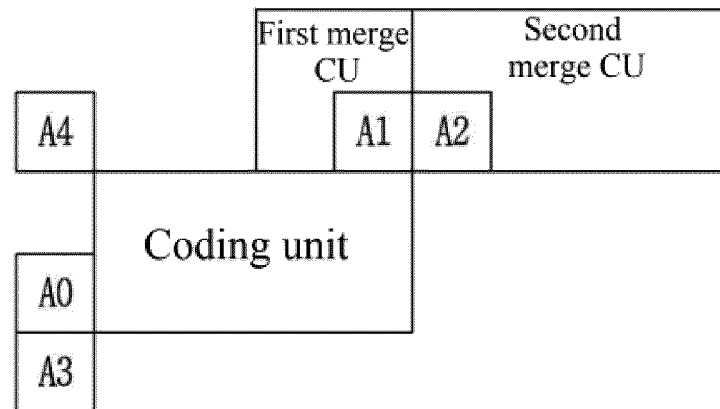 First merge
CU
Second
merge CU
A4
A1
A2
Coding unit
A0
A3